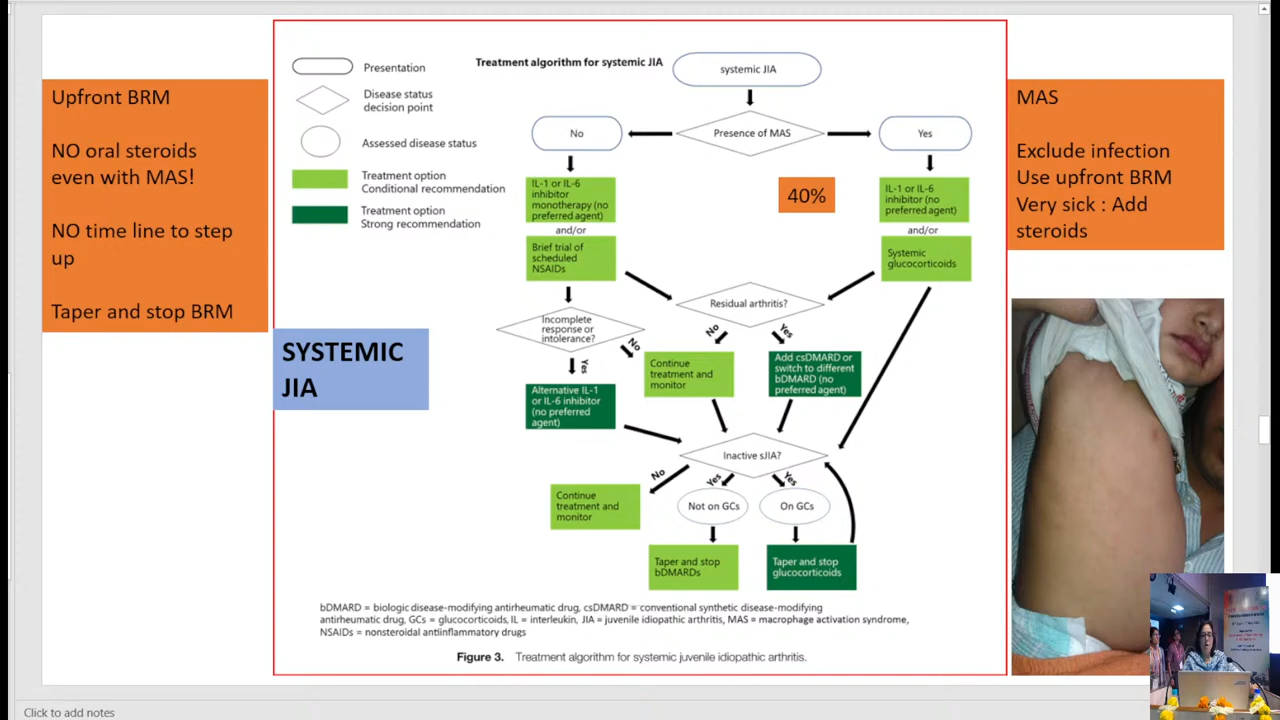 Upfront BRM
NO oral steroids
even with MAS!
NO time line to step
up
Taper and stop BRM
SYSTEMIC
JIA
Presentation
Disease status
decision point
Assessed disease status
Treatment option
Conditional recommendation
Treatment option
Strong recommendation
Treatment algorithm for systemic JIA
systemic JIA
No
Presence of MAS
Yes
IL-1 or IL-6
inhibitor
monotherapy (no
preferred agent)
and/or
Brief trial of
scheduled
NSAIDs
40%
IL-1 or IL-6
inhibitor (no
preferred agent)
and/or
Systemic
glucocorticoids
Residual arthritis?
Incomplete
response or
intolerance?
No
Yes
No
Yes
Continue
treatment and
monitor
Add csDMARD or
switch to different
bDMARD (no
preferred agent)
Alternative IL-1
or IL-6 inhibitor
(no preferred
agent)
Inactive sJIA?
No
Yes
Yes
Continue
treatment and
monitor
Not on GCs
On GCs
Taper and stop
bDMARDs
Taper and stop
glucocorticoids
bDMARD = biologic disease-modifying antirheumatic drug, csDMARD = conventional synthetic disease-modifying
antirheumatic drug, GCs = glucocorticoids, IL = interleukin, JIA = juvenile idiopathic arthritis, MAS = macrophage activation syndrome,
NSAIDs = nonsteroidal antiinflammatory drugs
Figure 3. Treatment algorithm for systemic juvenile idiopathic arthritis.
MAS
Exclude infection
Use upfront BRM
Very sick : Add
steroids
Click to add notes